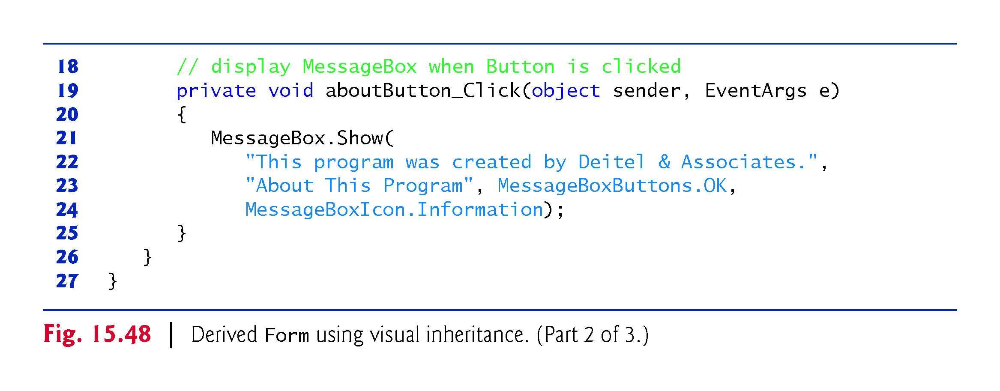 18 // display MessageBox when Button is clicked
19 private void aboutButton_Click(object sender, EventArgs e)
20 {
21 MessageBox.Show(
22 "This program was created by Deitel & Associates.",
23 "About This Program", MessageBoxButtons.OK,
24 MessageBoxIcon.Information);
25 }
26 }
27 }
Fig. 15.48 | Derived Form using visual inheritance. (Part 2 of 3.)